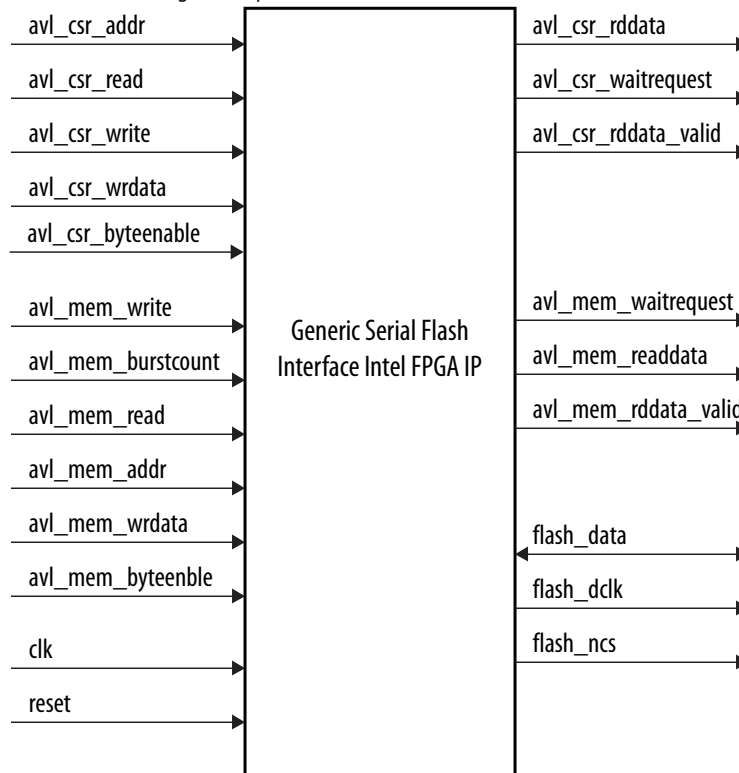 avl_csr_addr
avl_csr_read
avl_csr_write
avl_csr_wrdata
avl_csr_byteenable
avl_mem_write
avl_mem_burstcount
avl_mem_read
avl_mem_addr
avl_mem_wrdata
avl_mem_byteenble
clk
reset
Generic Serial Flash
Interface Intel FPGA IP
avl_csr_rddata
avl_csr_waitrequest
avl_csr_rddata_valid
avl_mem_waitrequest
avl_mem_readdata
avl_mem_rddata_valid
flash_data
flash_dclk
flash_ncs